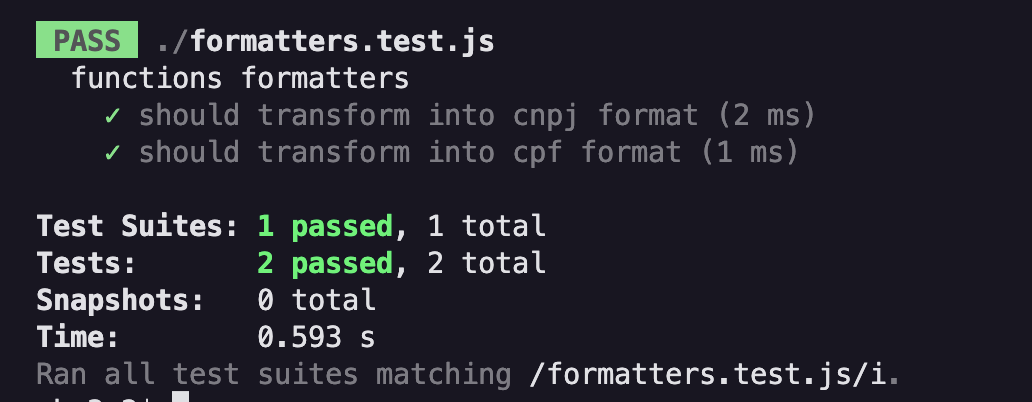 PASS ./formatters.test.js
functions formatters
✓ should transform into cnpj format (2 ms)
✓ should transform into cpf format (1 ms)
Test Suites: 1 passed, 1 total
Tests: 2 passed, 2 total
Snapshots: 0 total
Time: 0.593 s
Ran all test suites matching /formatters.test.js/i.